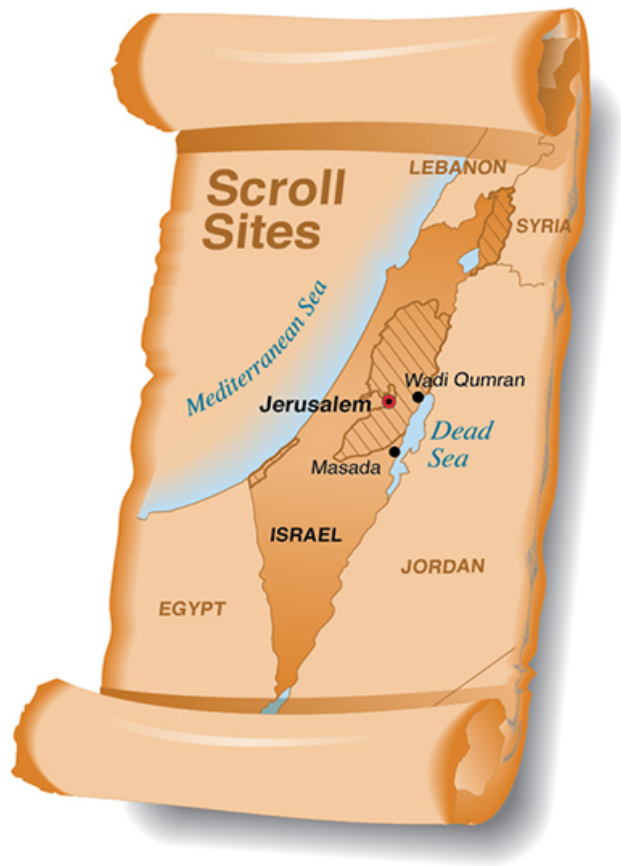 Scroll
Sites
LEBANON
SYRIA
Mediterranean Sea
Wadi Qumran
Jerusalem
Dead
Sea
Masada
ISRAEL
JORDAN
EGYPT